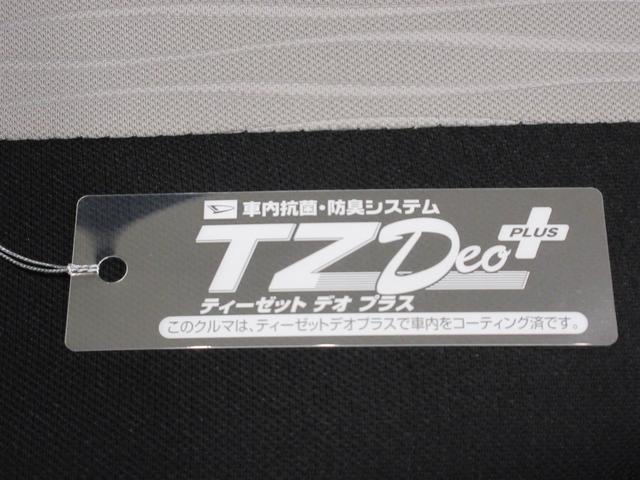 車内抗菌・防臭システム
TZ Deo PLUS
ティーゼット デオ プラス
このクルマは、ティーゼットデオプラスで車内をコーティング済です。